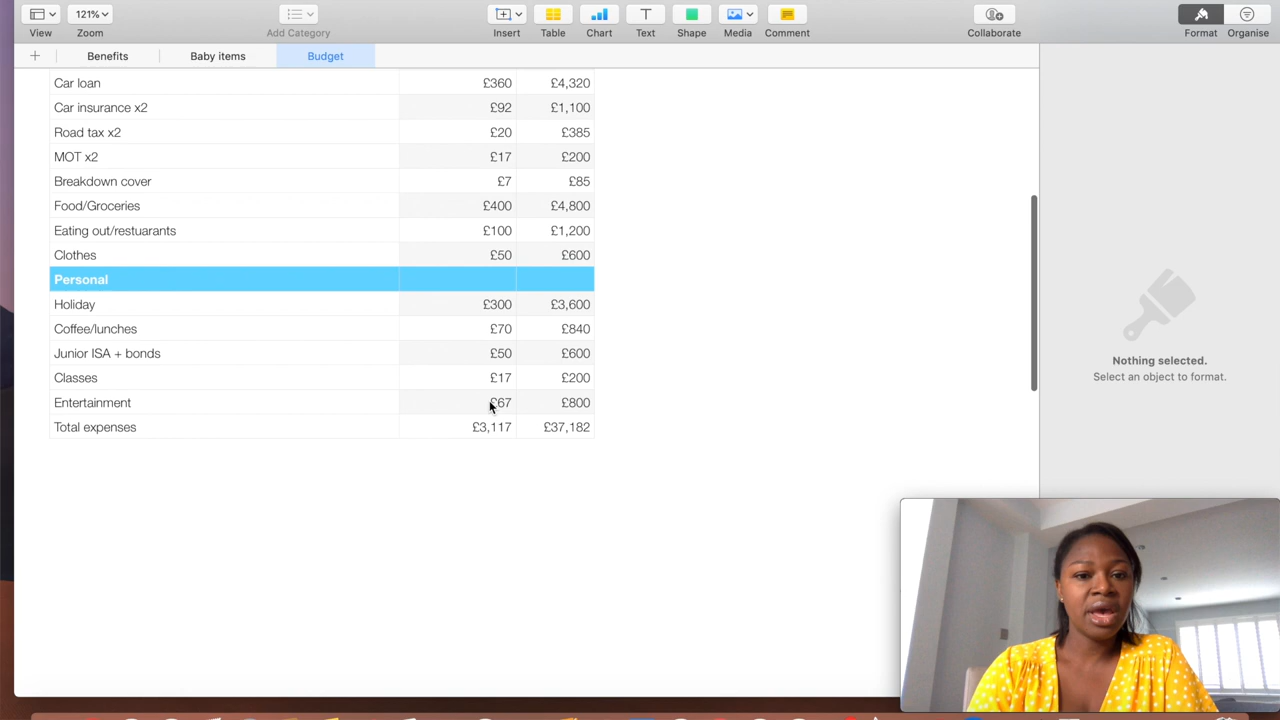 121%
View Zoom Add Category Insert Table Chart Text Shape Media Comment Collaborate Format Organise
Benefits Baby items Budget
Car loan £360 £4,320
Car insurance x2 £92 £1,100
Road tax x2 £20 £385
MOT x2 £17 £200
Breakdown cover £7 £85
Food/Groceries £400 £4,800
Eating out/restuarants £100 £1,200
Clothes £50 £600
Personal
Holiday £300 £3,600
Coffee/lunches £70 £840
Junior ISA + bonds £50 £600
Classes £17 £200
Entertainment £67 £800
Total expenses £3,117 £37,182
Nothing selected.
Select an object to format.